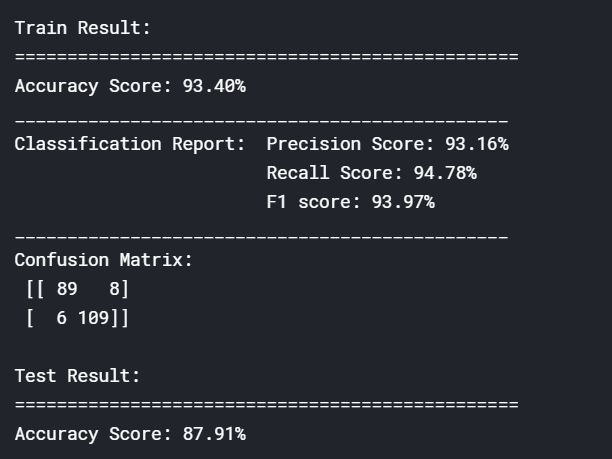 Train Result:
================================================
Accuracy Score: 93.40%
_______________________________________________
Classification Report:  Precision Score: 93.16%
                        Recall Score: 94.78%
                        F1 score: 93.97%
_______________________________________________
Confusion Matrix:
 [[ 89   8]
 [  6 109]]
Test Result:
================================================
Accuracy Score: 87.91%